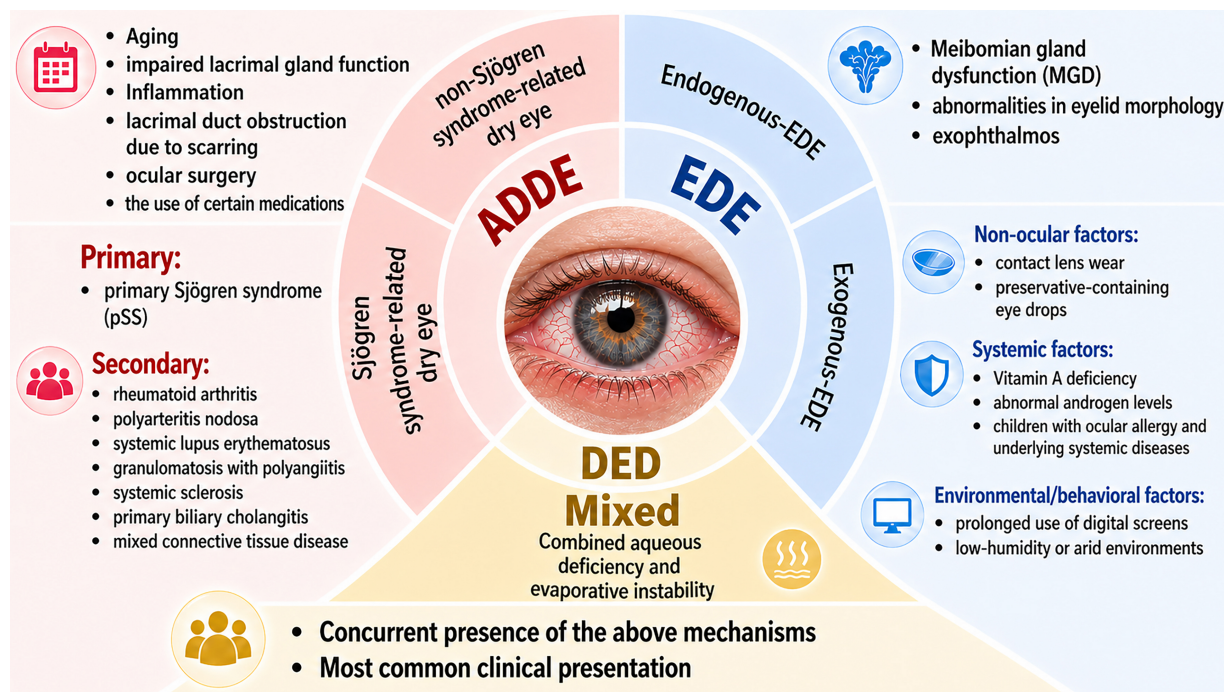 Aging
impaired lacrimal gland function
Inflammation
lacrimal duct obstruction
due to scarring
ocular surgery
the use of certain medications
Primary:
primary Sjögren syndrome
(pSS)
Secondary:
rheumatoid arthritis
polyarteritis nodosa
systemic lupus erythematosus
granulomatosis with polyangiitis
systemic sclerosis
primary biliary cholangitis
mixed connective tissue disease
non-Sjögren
syndrome-related
dry eye
ADDE
Sjögren
syndrome-related
dry eye
Endogenous-EDE
EDE
Exogenous-EDE
Meibomian gland
dysfunction (MGD)
abnormalities in eyelid morphology
exophthalmos
Non-ocular factors:
contact lens wear
preservative-containing
eye drops
Systemic factors:
Vitamin A deficiency
abnormal androgen levels
children with ocular allergy and
underlying systemic diseases
Environmental/behavioral factors:
prolonged use of digital screens
low-humidity or arid environments
DED
Mixed
Combined aqueous
deficiency and
evaporative instability
Concurrent presence of the above mechanisms
Most common clinical presentation